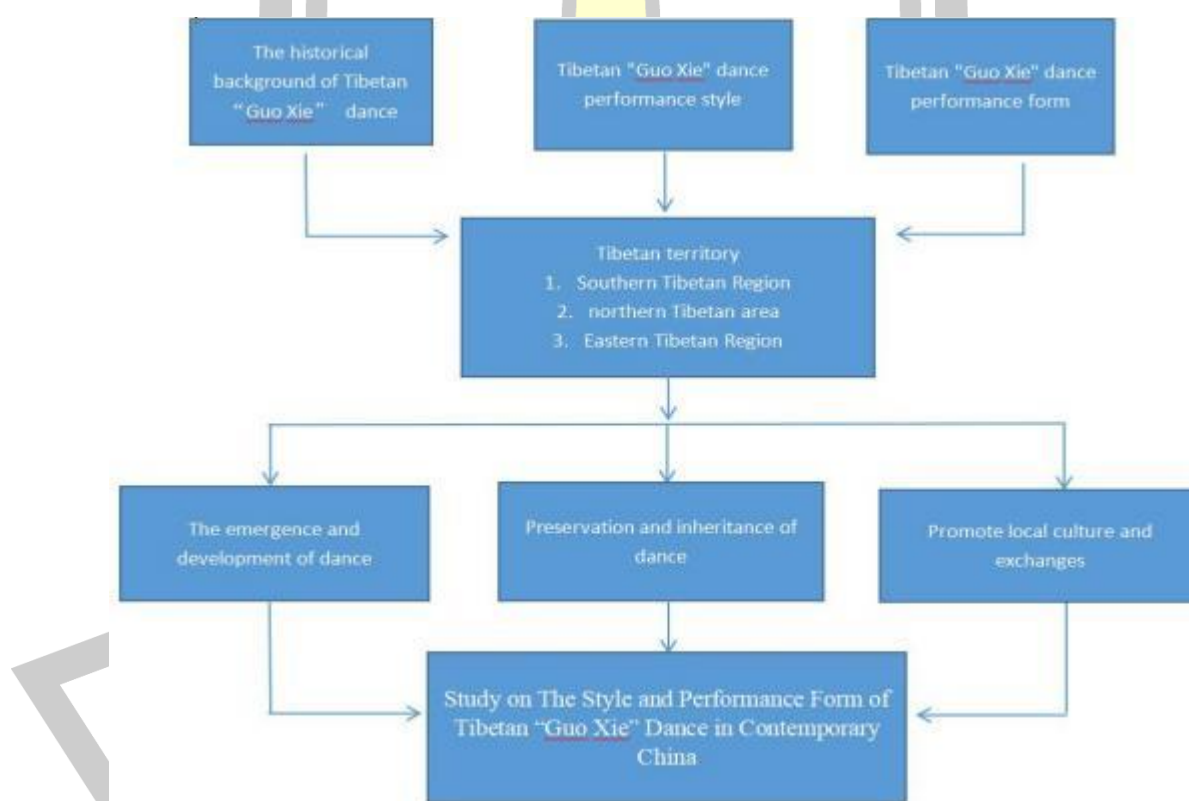 The historical
background of Tibetan
“Guo Xie” dance
Tibetan "Guo Xie" dance
performance style
Tibetan "Guo Xie" dance
performance form
Tibetan territory
1. Southern Tibetan Region
2. northern Tibetan area
3. Eastern Tibetan Region
The emergence and
development of dance
Preservation and inheritance of
dance
Promote local culture and
exchanges
Study on The Style and Performance Form of
Tibetan “Guo Xie” Dance in Contemporary
China